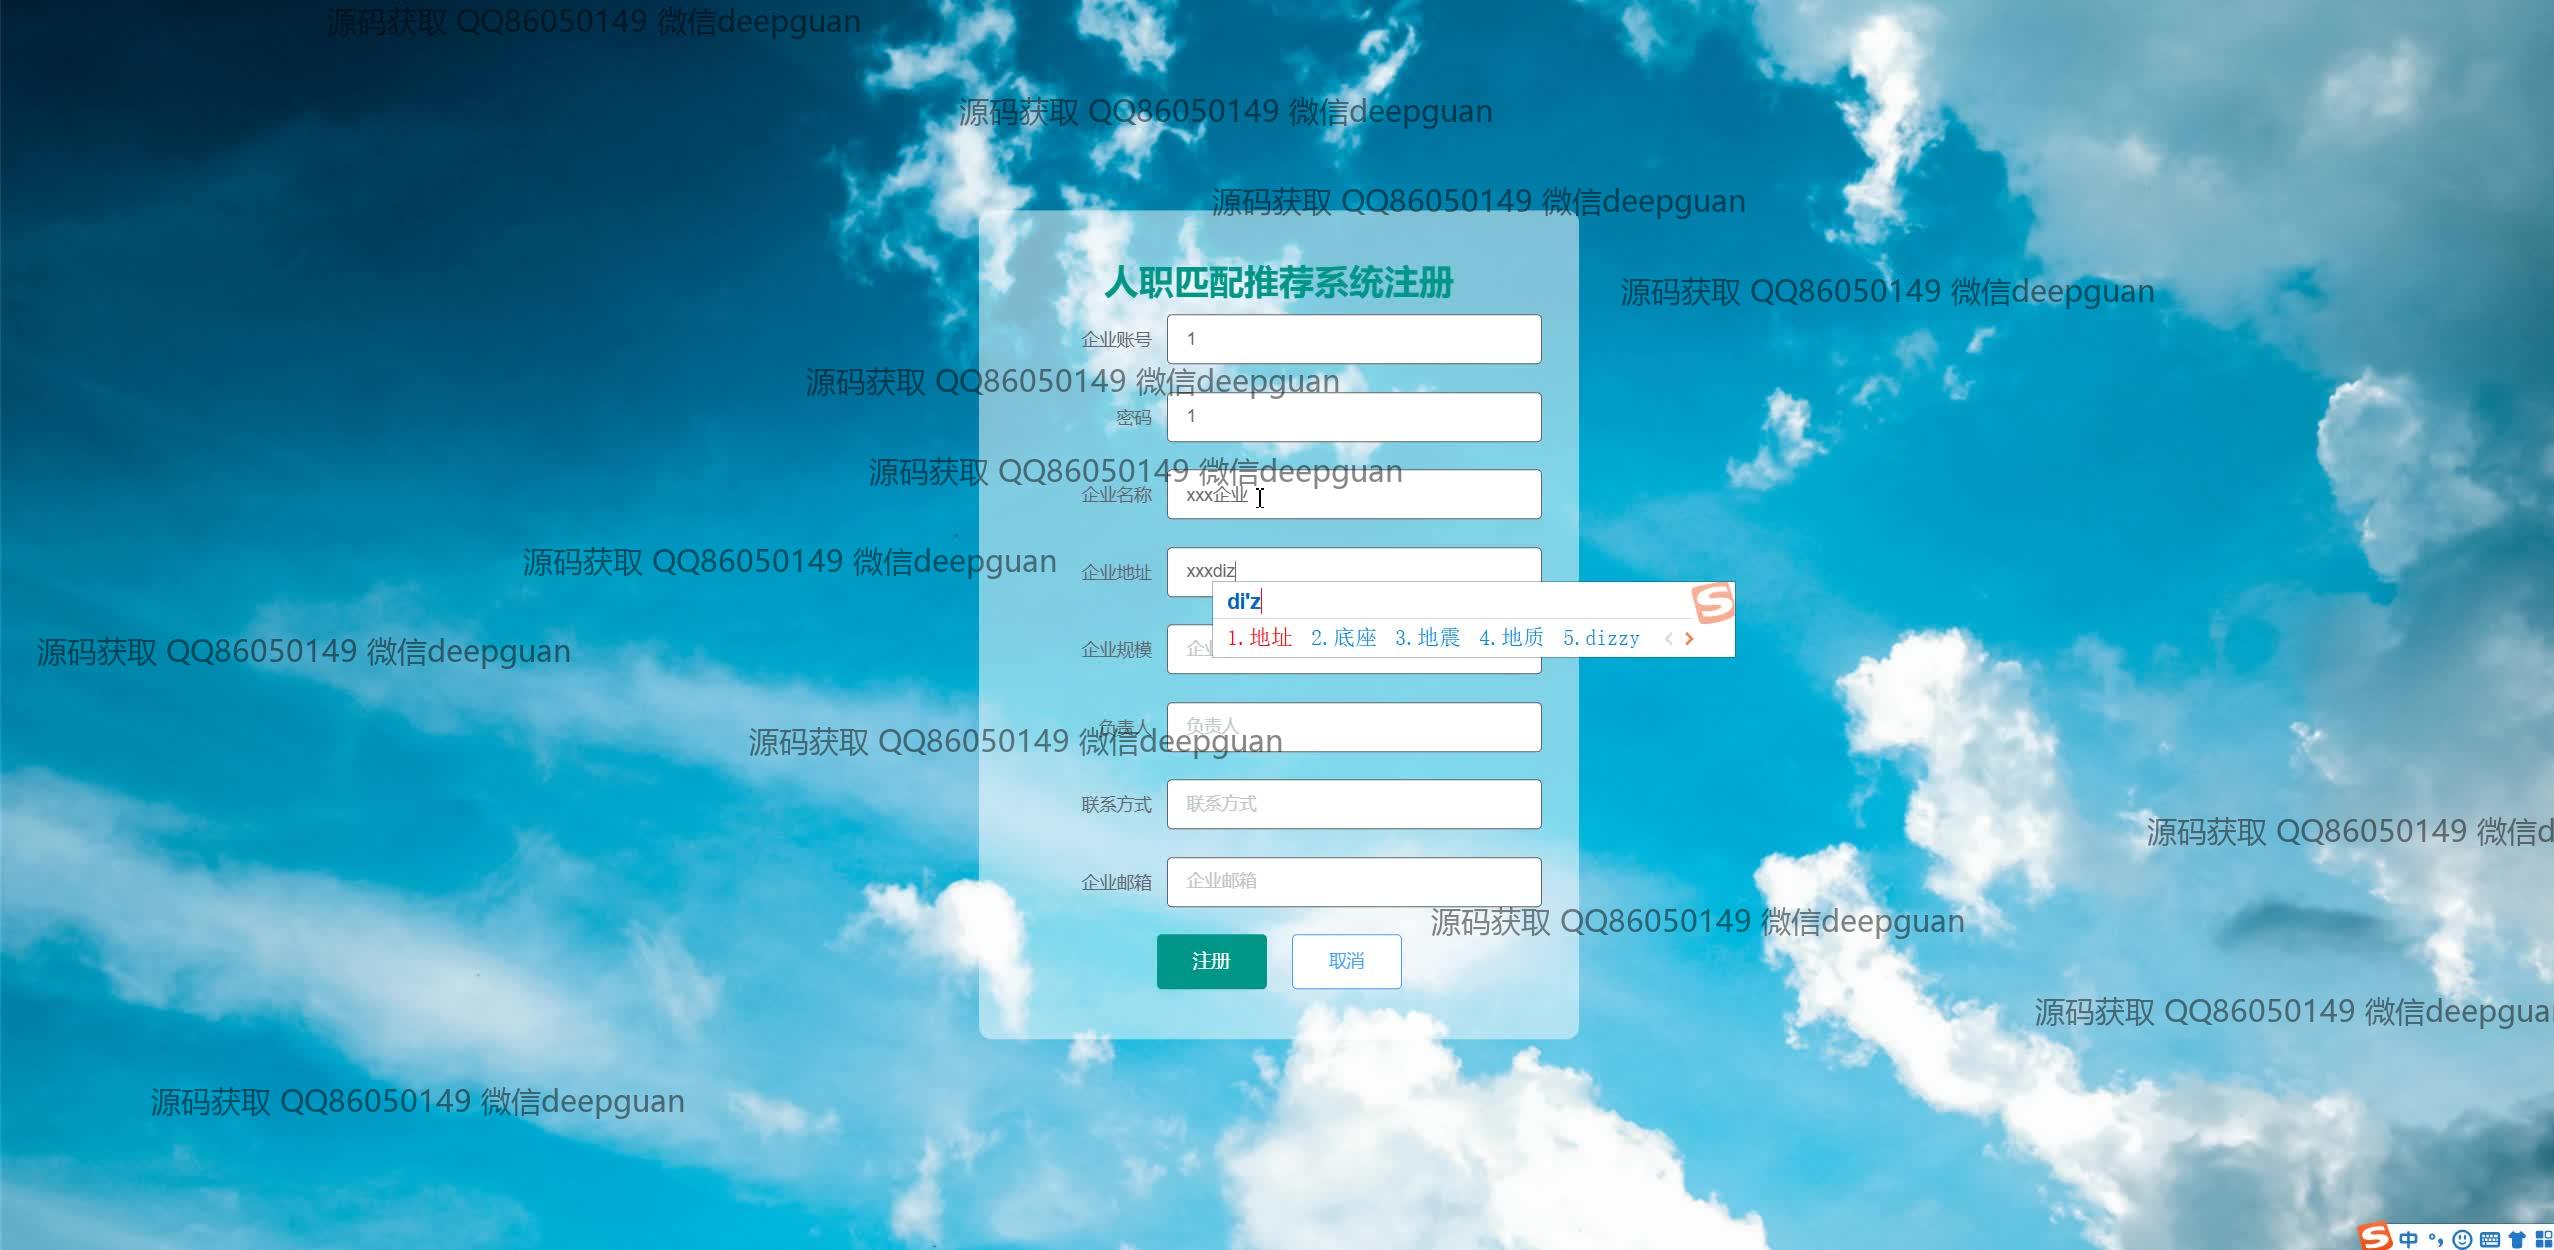 源码获取 QQ86050149 微信deepguan
源码获取 QQ86050149 微信deepguan
源码获取 QQ86050149 微信deepguan
人职匹配推荐系统注册
源码获取 QQ86050149 微信deepguan
企业账号 1
源码获取 QQ86050149 微信deepguan
密码 1
源码获取 QQ86050149 微信deepguan
企业名称 xxx企业
源码获取 QQ86050149 微信deepguan
企业地址 xxxdiz
di'z
1.地址 2.底座 3.地震 4.地质 5.dizzy
企业规模
源码获取 QQ86050149 微信deepguan
负责人 负责人
源码获取 QQ86050149 微信deepguan
联系方式 联系方式
源码获取 QQ86050149 微信d
企业邮箱 企业邮箱
源码获取 QQ86050149 微信deepguan
注册 取消
源码获取 QQ86050149 微信deepgua
源码获取 QQ86050149 微信deepguan
中